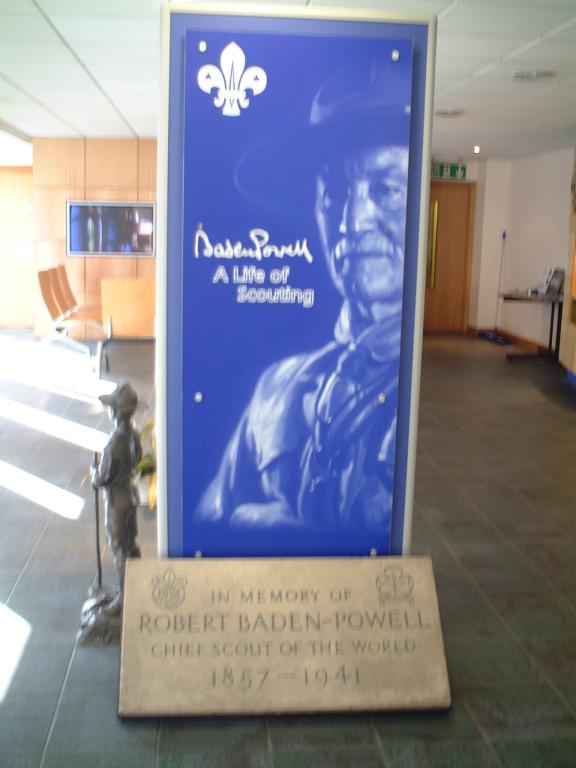 Baden Powell
A Life of
Scouting
IN MEMORY OF
ROBERT BADEN-POWELL
CHIEF SCOUT OF THE WORLD
1857-1941